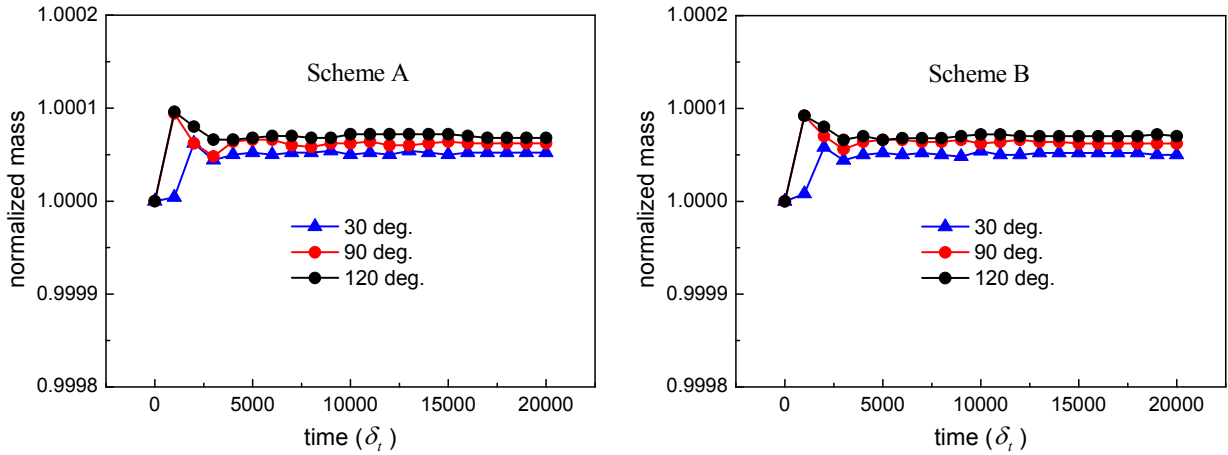 1.0002
1.0001
1.0000
0.9999
0.9998
normalized mass
Scheme A
30 deg.
90 deg.
120 deg.
0 5000 10000 15000 20000
time (δt)
1.0002
1.0001
1.0000
0.9999
0.9998
normalized mass
Scheme B
30 deg.
90 deg.
120 deg.
0 5000 10000 15000 20000
time (δt)